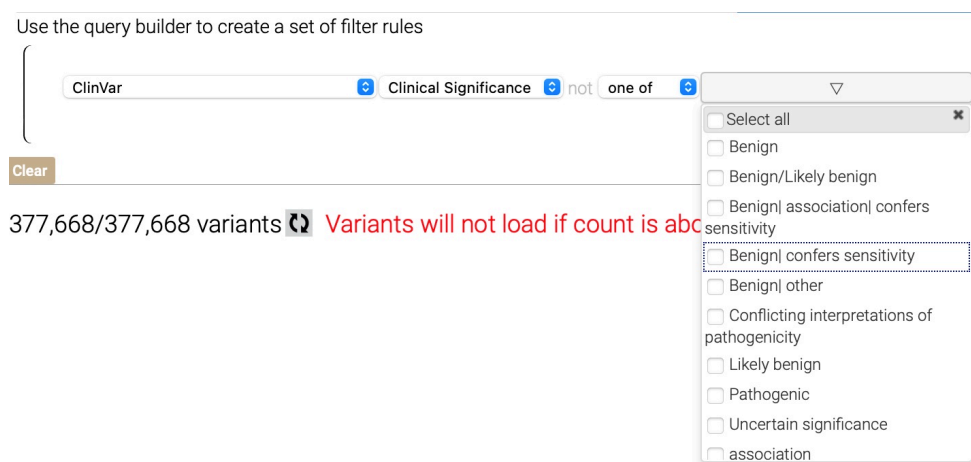 Use the query builder to create a set of filter rules
ClinVar Clinical Significance not one of
Select all
Benign
Benign/Likely benign
Benign| association| confers
sensitivity
Benign| confers sensitivity
Benign| other
Conflicting interpretations of
pathogenicity
Likely benign
Pathogenic
Uncertain significance
association
Clear
377,668/377,668 variants Variants will not load if count is